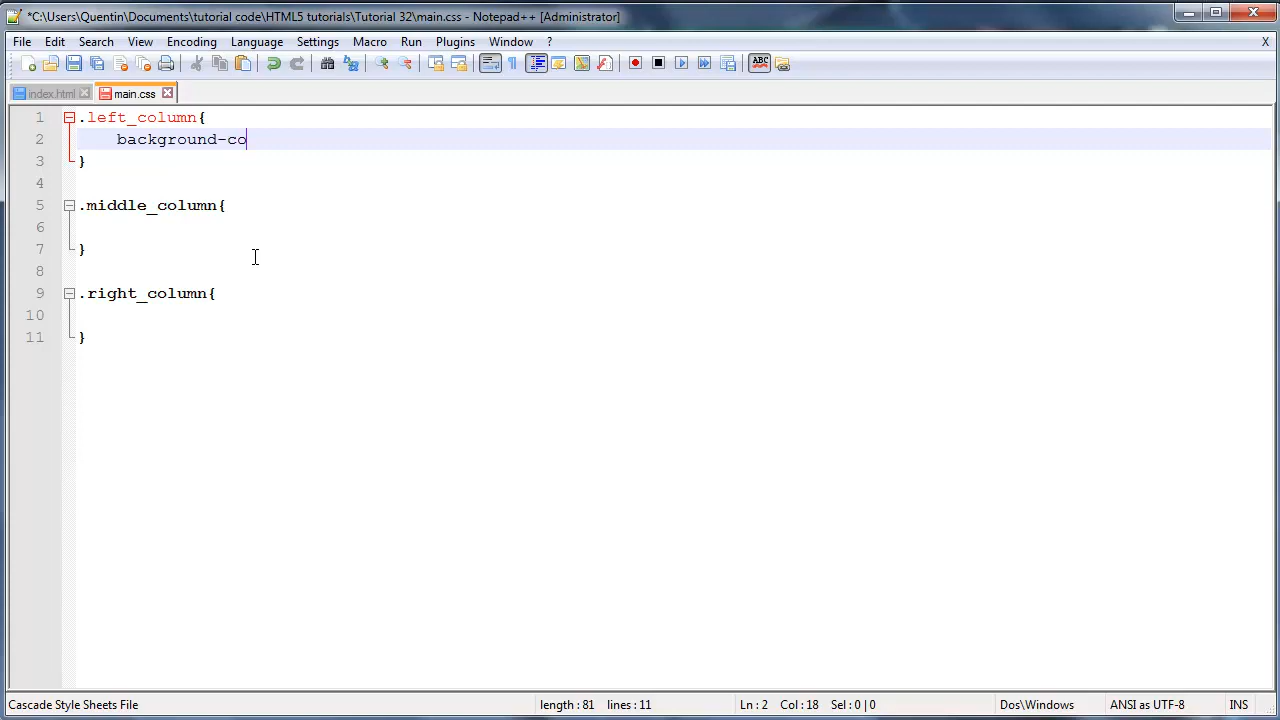 *C:\Users\Quentin\Documents\tutorial code\HTML5 tutorials\Tutorial 32\main.css - Notepad++ [Administrator]
File Edit Search View Encoding Language Settings Macro Run Plugins Window ? X
ABC
index.html main.css
1 .left_column{
2 background-co
3 }
4
5 .middle_column{
6
7 }
8
9 .right_column{
10
11 }
Cascade Style Sheets File length : 81 lines : 11 Ln : 2 Col : 18 Sel : 0 | 0 Dos\Windows ANSI as UTF-8 INS